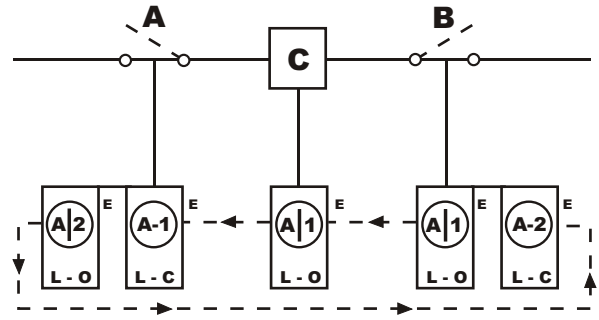 A B
C
A|2 E A-1 E A|1 E A|1 E A-2 E
L - O L - C L - O L - O L - C